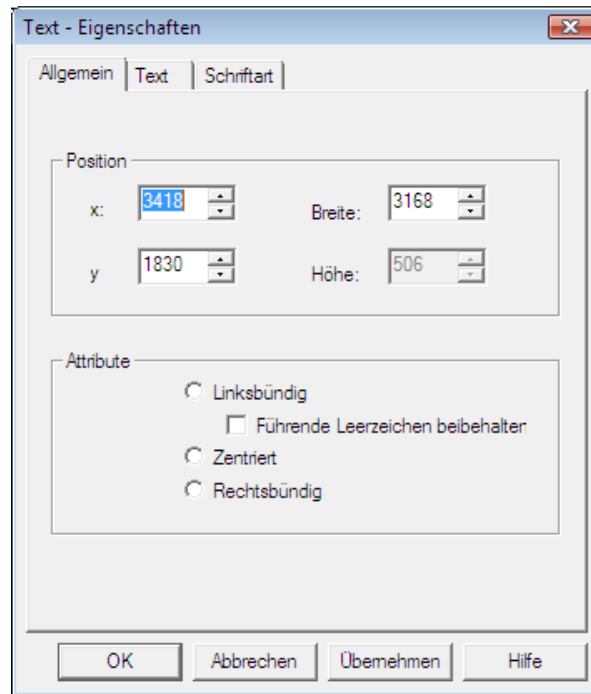 Text - Eigenschaften
Allgemein Text Schriftart
Position
x: 3418 Breite: 3168
y 1830 Höhe: 506
Attribute
Linksbündig
Führende Leerzeichen beibehalten
Zentriert
Rechtsbündig
OK Abbrechen Übernehmen Hilfe